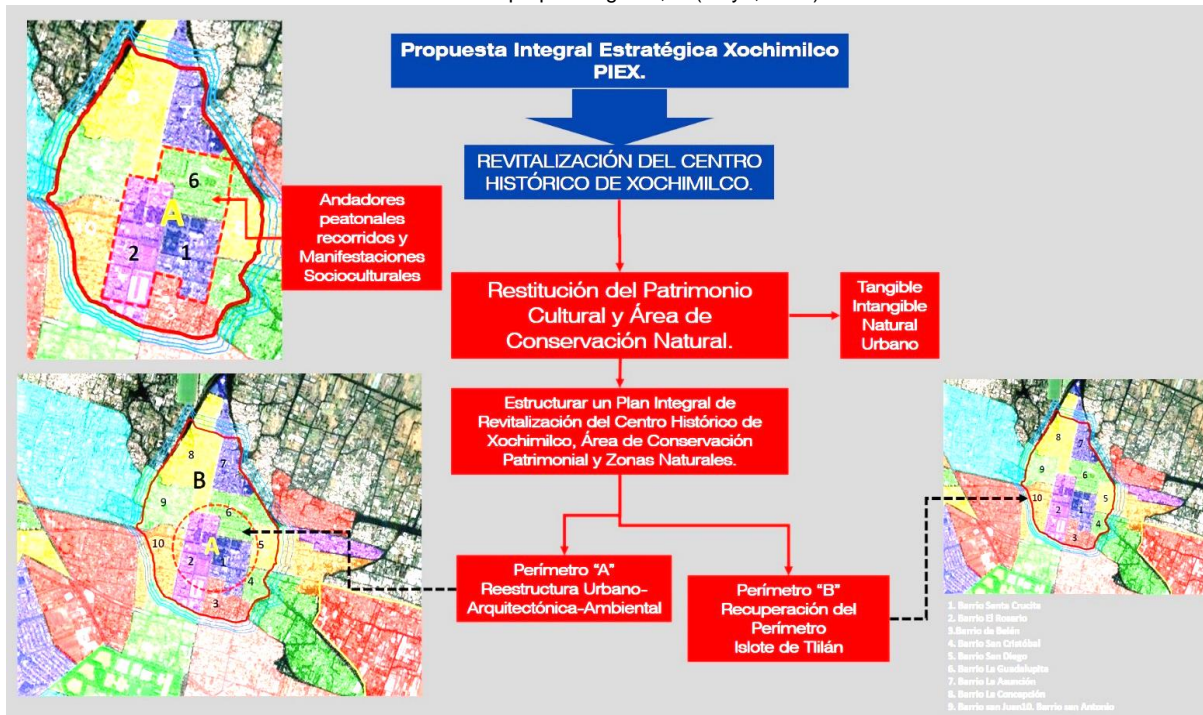 Propuesta Integral Estratégica Xochimilco
PIEX.
REVITALIZACIÓN DEL CENTRO
HISTÓRICO DE XOCHIMILCO.
6
A
2
1
3
10
7
Andadores
peatonales
recorridos y
Manifestaciones
Socioculturales
Restitución del Patrimonio
Cultural y Área de
Conservación Natural.
Tangible
Intangible
Natural
Urbano
Estructurar un Plan Integral de
Revitalización del Centro Histórico de
Xochimilco, Área de Conservación
Patrimonial y Zonas Naturales.
8
7
B
9
6
10
A
5
2
1
4
3
Perímetro "A"
Reestructura Urbano-
Arquitectónica-Ambiental
Perímetro "B"
Recuperación del
Perímetro
Islote de Tlilán
8
7
9
6
10
5
2
1
4
3
1. Barrio Santa Crucita
2. Barrio El Rosario
3.Barrio de Belén
4. Barrio San Cristóbal
5. Barrio San Diego
6. Barrio La Guadalupita
7. Barrio La Asunción
8. Barrio La Concepción
9. Barrio san Juan10. Barrio san Antonio